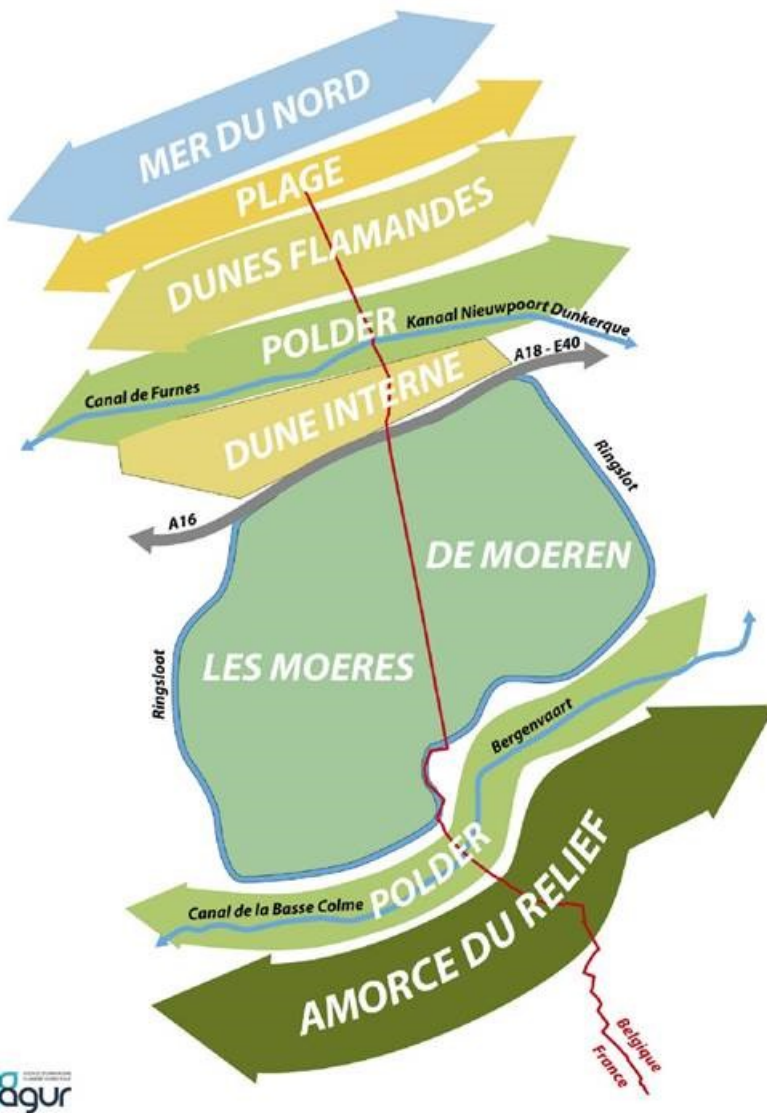 MER DU NORD
PLAGE
DUNES FLAMANDES
POLDER
Kanaal Nieuwpoort Dunkerque
Canal de Furnes
A18 - E40
DUNE INTERNE
A16
Ringslot
DE MOEREN
LES MOERES
Ringsloot
Bergenvaart
POLDER
Canal de la Basse Colme
AMORCE DU RELIEF
Belgique
France
agur